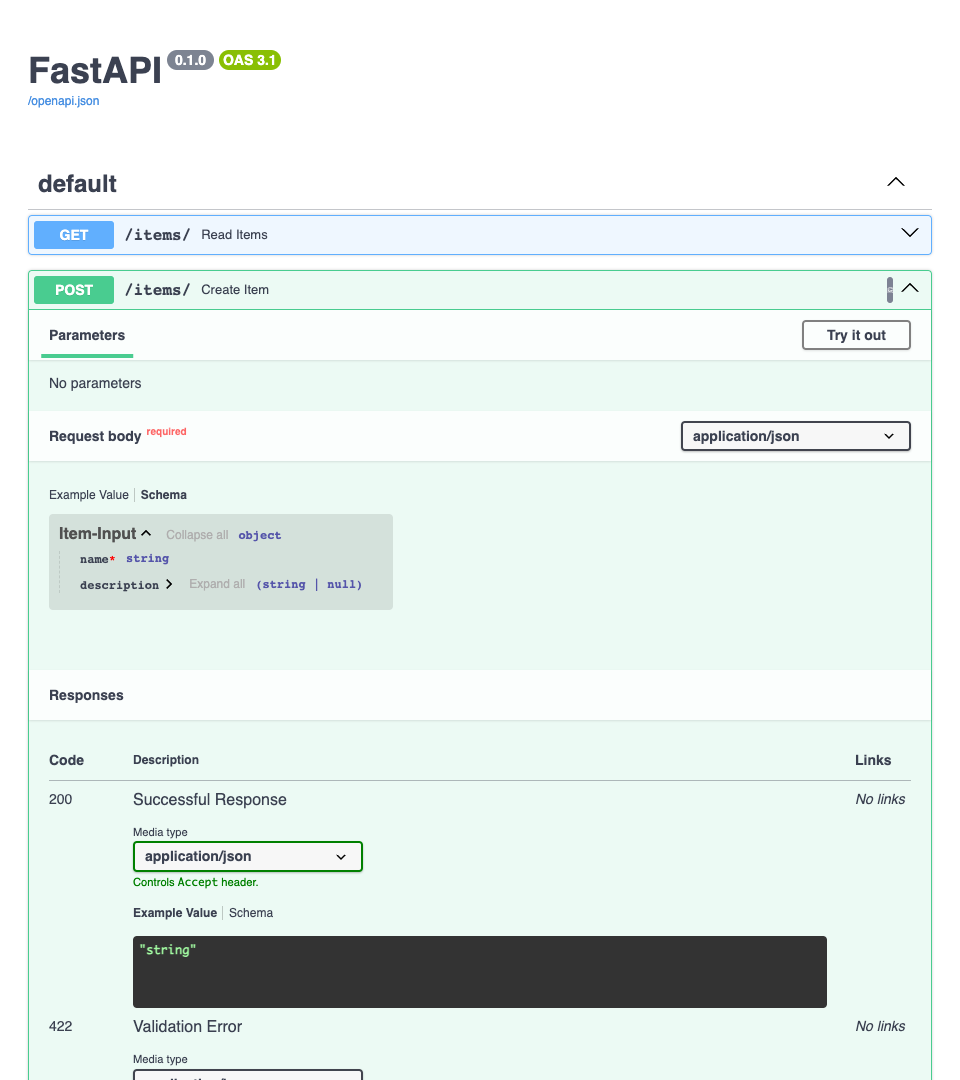 FastAPI 0.1.0 OAS 3.1
/openapi.json
default
GET /items/ Read Items
POST /items/ Create Item
Parameters Try it out
No parameters
Request body required application/json
Example Value Schema
Item-Input Collapse all object
name* string
description Expand all (string | null)
Responses
Code Description Links
200 Successful Response No links
Media type
application/json
Controls Accept header.
Example Value Schema
"string"
422 Validation Error No links
Media type